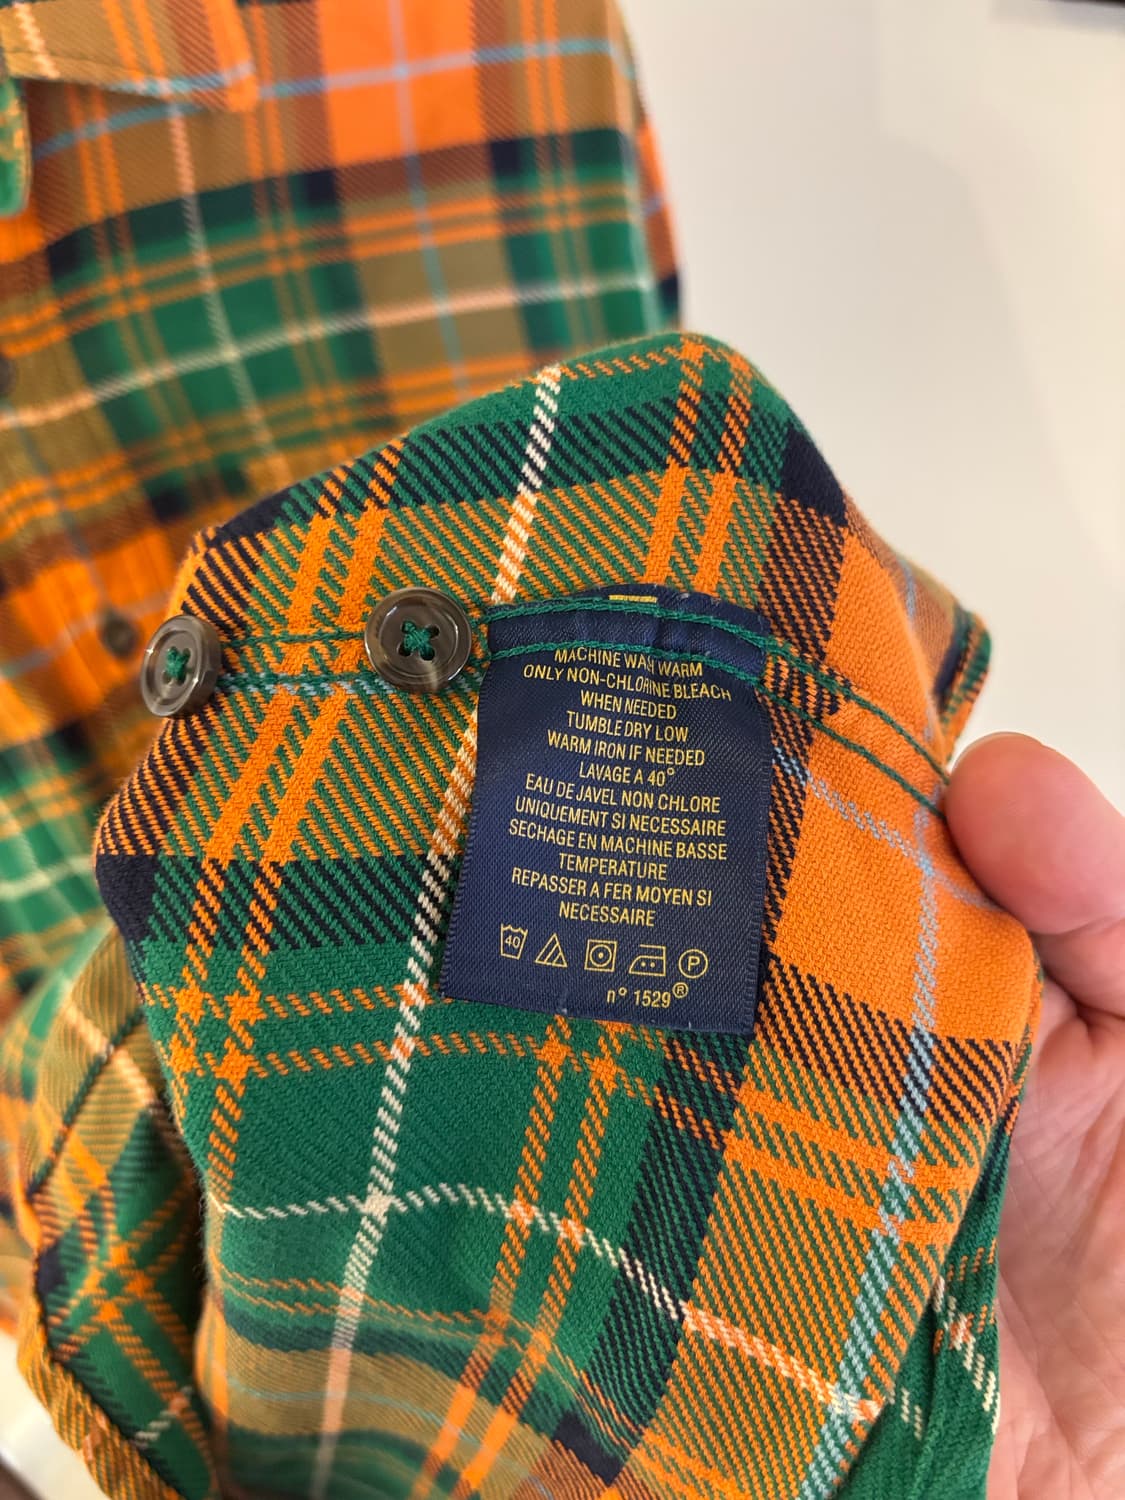 MACHINE WASH WARM
ONLY NON-CHLORINE BLEACH
WHEN NEEDED
TUMBLE DRY LOW
WARM IRON IF NEEDED
LAVAGE A 40°
EAU DE JAVEL NON CHLORE
UNIQUEMENT SI NECESSAIRE
SECHAGE EN MACHINE BASSE
TEMPERATURE
REPASSER A FER MOYEN SI
NECESSAIRE
40 P
n° 1529®